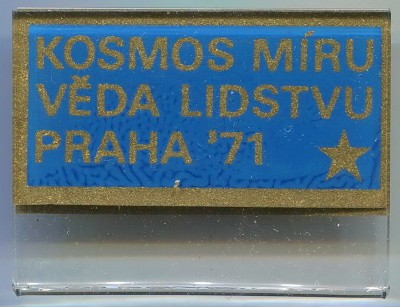 KOSMOS MÍRU
VĚDA LIDSTVU
PRAHA '71